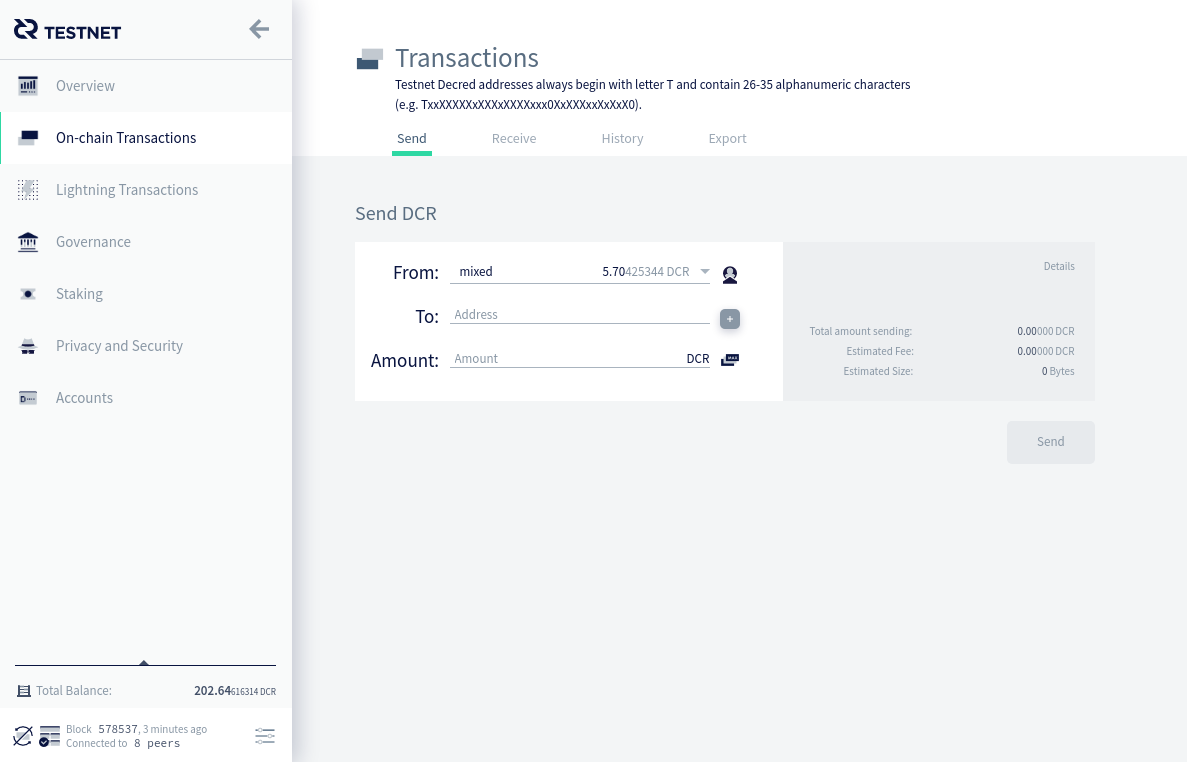 TESTNET
Overview
On-chain Transactions
Lightning Transactions
Governance
Staking
Privacy and Security
Accounts
Total Balance: 202.64616314 DCR
Block 578537, 3 minutes ago
Connected to 8 peers
Transactions
Testnet Decred addresses always begin with letter T and contain 26-35 alphanumeric characters
(e.g. TxxXXXXXxXXXxXXXXxxx0XxXXXxxXxXxX0).
Send Receive History Export
Send DCR
From: mixed 5.70425344 DCR
To: Address +
Amount: Amount DCR MAX
Details
Total amount sending: 0.00000 DCR
Estimated Fee: 0.00000 DCR
Estimated Size: 0 Bytes
Send